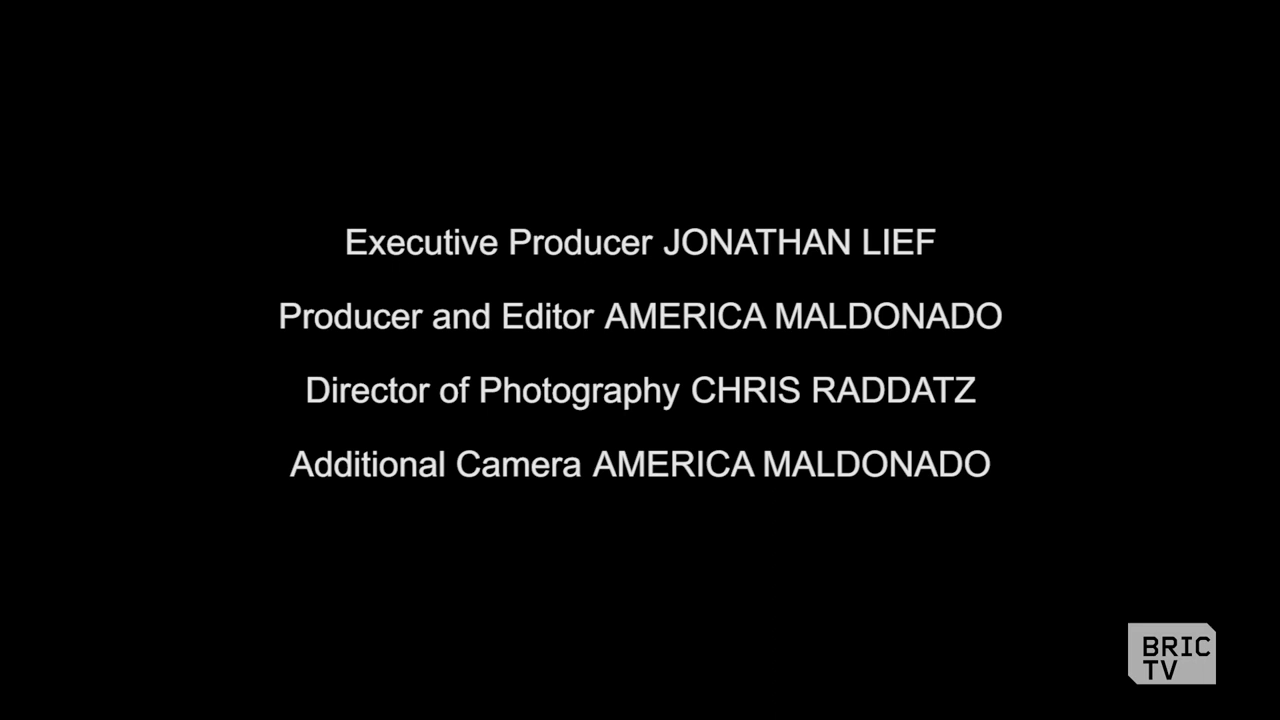 Executive Producer JONATHAN LIEF
Producer and Editor AMERICA MALDONADO
Director of Photography CHRIS RADDATZ
Additional Camera AMERICA MALDONADO
BRIC
TV